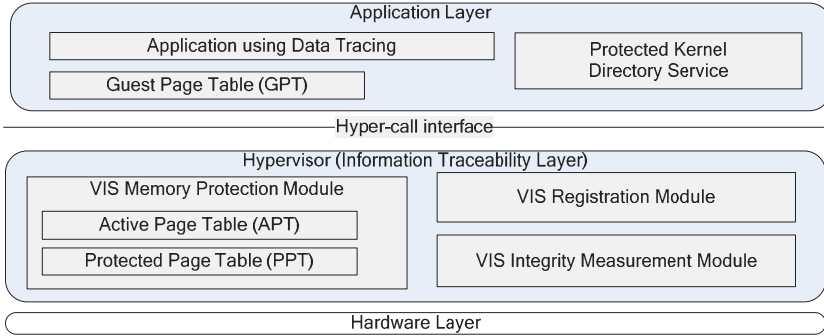 Application Layer
Application using Data Tracing
Guest Page Table (GPT)
Protected Kernel
Directory Service
Hyper-call interface
Hypervisor (Information Traceability Layer)
VIS Memory Protection Module
Active Page Table (APT)
Protected Page Table (PPT)
VIS Registration Module
VIS Integrity Measurement Module
Hardware Layer